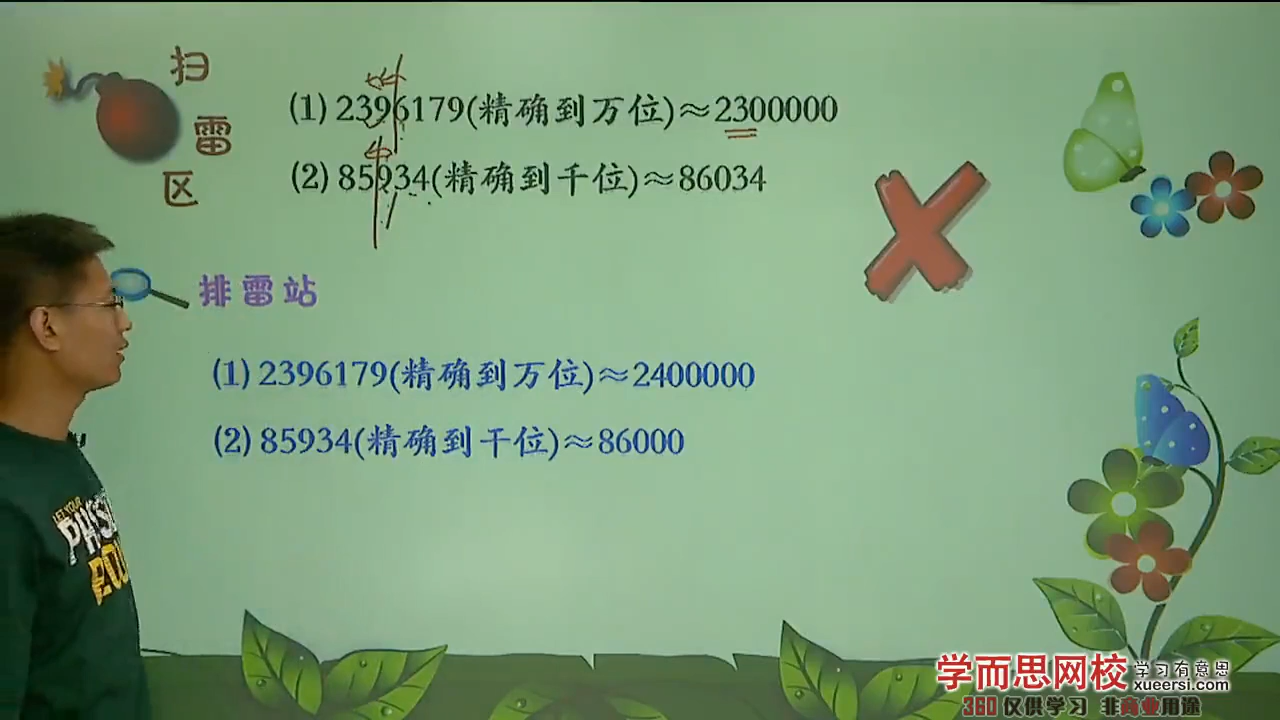 扫
雷
区
(1) 2396179(精确到万位)≈2300000
(2) 85934(精确到千位)≈86034
排雷站
(1) 2396179(精确到万位)≈2400000
(2) 85934(精确到千位)≈86000
学而思网校 学习有意思
xueersi.com
360 仅供学习 非商业用途